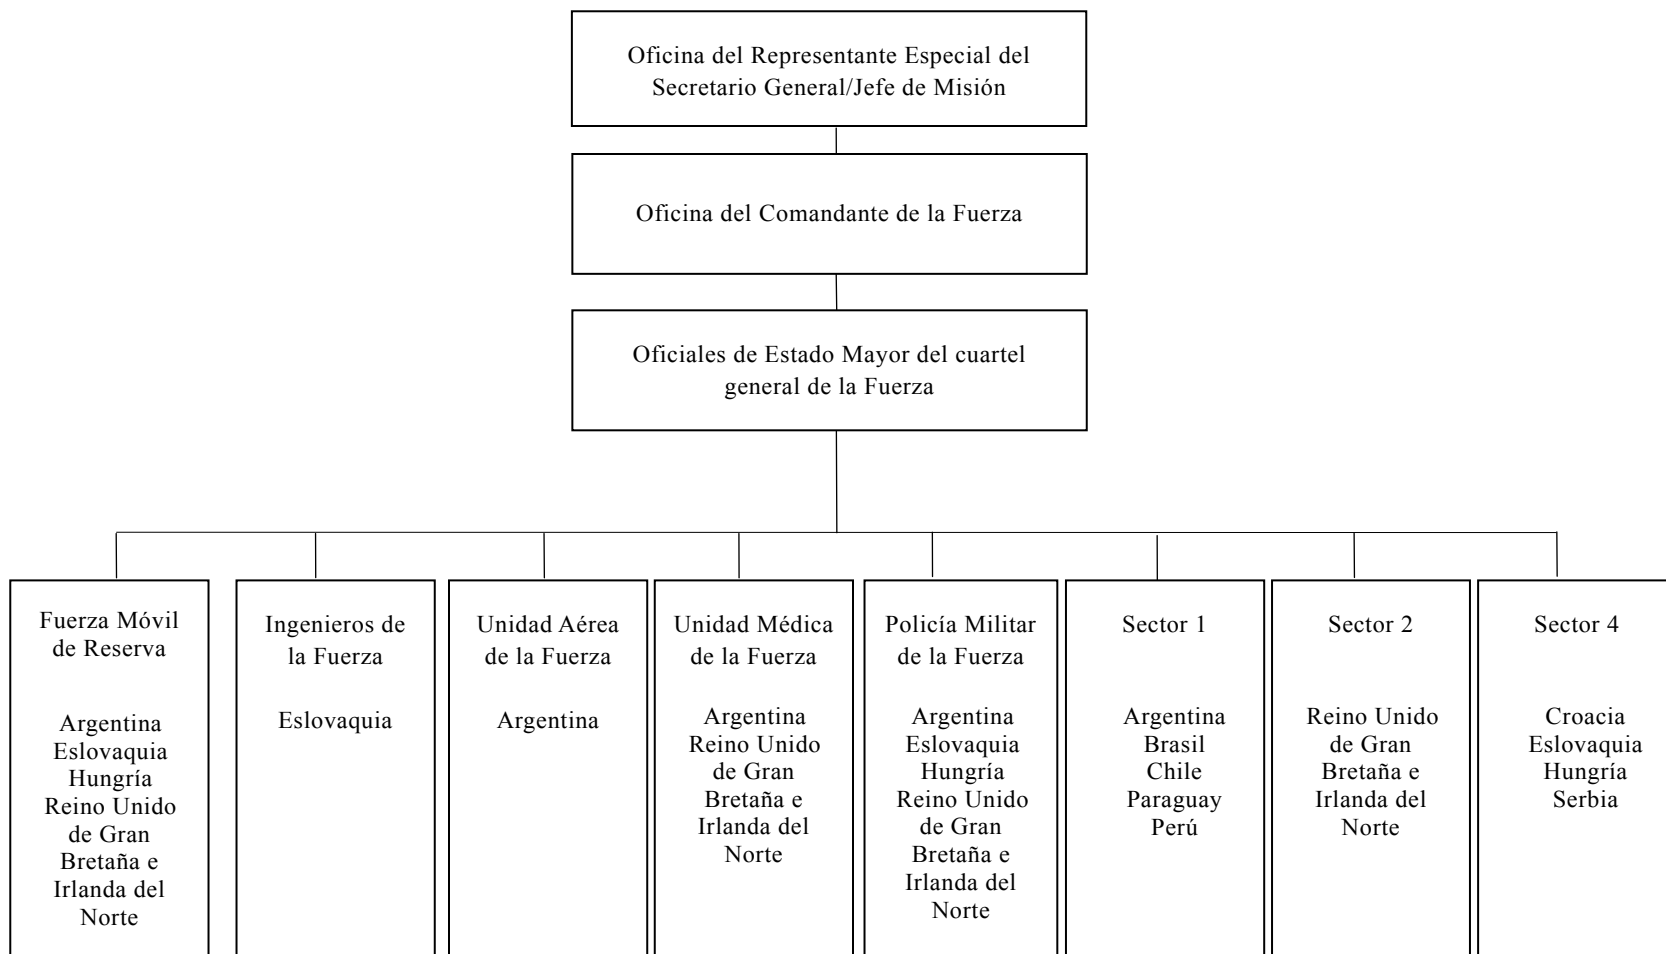 Oficina del Representante Especial del
Secretario General/Jefe de Misión
Oficina del Comandante de la Fuerza
Oficiales de Estado Mayor del cuartel
general de la Fuerza
Fuerza Móvil
de Reserva
Argentina
Eslovaquia
Hungría
Reino Unido
de Gran
Bretaña e
Irlanda del
Norte
Ingenieros de
la Fuerza
Eslovaquia
Unidad Aérea
de la Fuerza
Argentina
Unidad Médica
de la Fuerza
Argentina
Reino Unido
de Gran
Bretaña e
Irlanda del
Norte
Policía Militar
de la Fuerza
Argentina
Eslovaquia
Hungría
Reino Unido
de Gran
Bretaña e
Irlanda del
Norte
Sector 1
Argentina
Brasil
Chile
Paraguay
Perú
Sector 2
Reino Unido
de Gran
Bretaña e
Irlanda del
Norte
Sector 4
Croacia
Eslovaquia
Hungría
Serbia